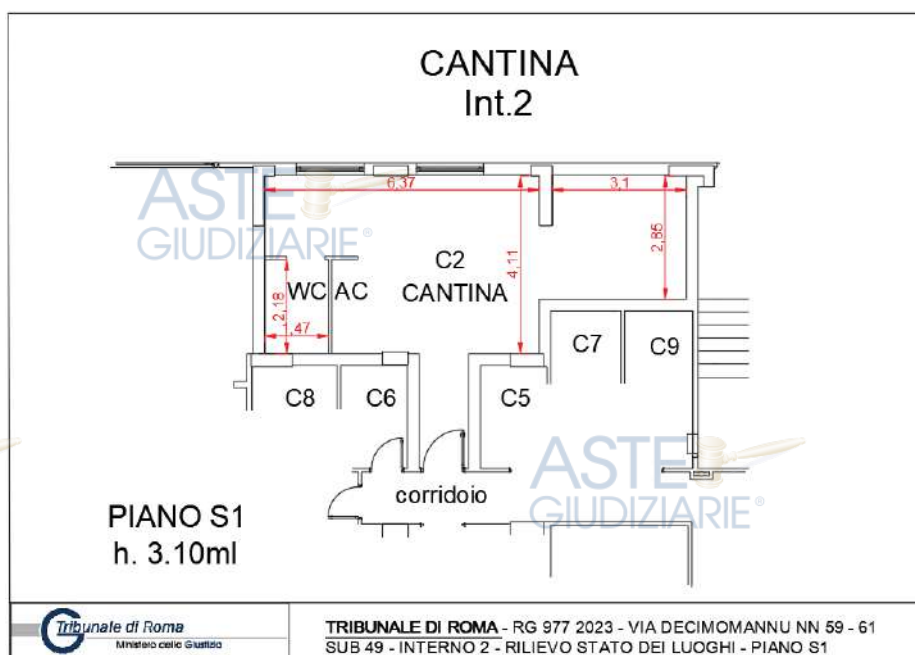 CANTINA
Int.2
ASTE
GIUDIZIARIE®
6,37
3,1
4,11
2,85
C2
CANTINA
WC AC
2,18
1,47
C7
C9
C8
C6
C5
corridoio
ASTE
GIUDIZIARIE®
PIANO S1
h. 3.10ml
Tribunale di Roma
Ministero della Giustizia
TRIBUNALE DI ROMA - RG 977 2023 - VIA DECIMOMANNU NN 59 - 61
SUB 49 - INTERNO 2 - RILIEVO STATO DEI LUOGHI - PIANO S1